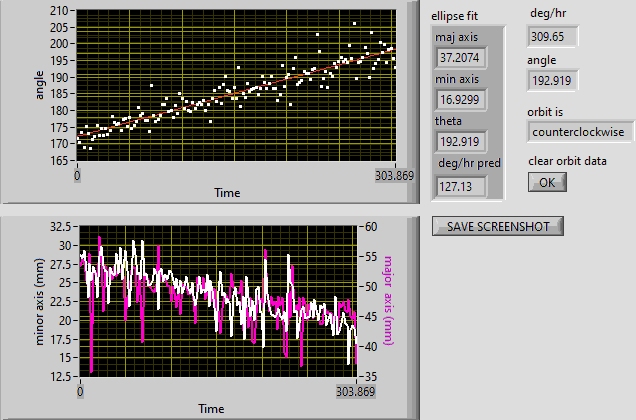 210
205
200
195
190
185
180
175
170
165
angle
0
303.869
Time
ellipse fit
maj axis
37.2074
min axis
16.9299
theta
192.919
deg/hr pred
127.13
deg/hr
309.65
angle
192.919
orbit is
counterclockwise
clear orbit data
OK
SAVE SCREENSHOT
32.5
30
27.5
25
22.5
20
17.5
15
12.5
minor axis (mm)
60
55
50
45
40
35
major axis (mm)
0
303.869
Time